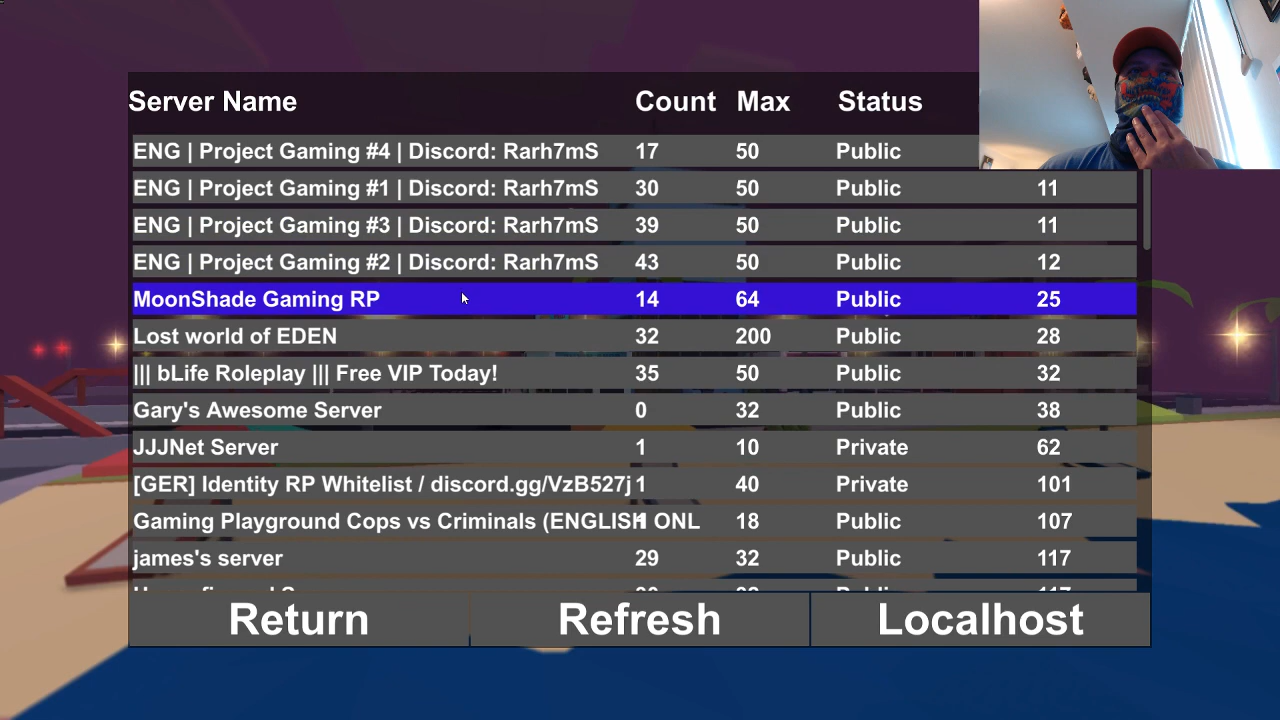 Server Name Count Max Status
ENG | Project Gaming #4 | Discord: Rarh7mS 17 50 Public
ENG | Project Gaming #1 | Discord: Rarh7mS 30 50 Public 11
ENG | Project Gaming #3 | Discord: Rarh7mS 39 50 Public 11
ENG | Project Gaming #2 | Discord: Rarh7mS 43 50 Public 12
MoonShade Gaming RP 14 64 Public 25
Lost world of EDEN 32 200 Public 28
||| bLife Roleplay ||| Free VIP Today! 35 50 Public 32
Gary's Awesome Server 0 32 Public 38
JJJNet Server 1 10 Private 62
[GER] Identity RP Whitelist / discord.gg/VzB527j 1 40 Private 101
Gaming Playground Cops vs Criminals (ENGLISH ONL 18 Public 107
james's server 29 32 Public 117
Return Refresh Localhost